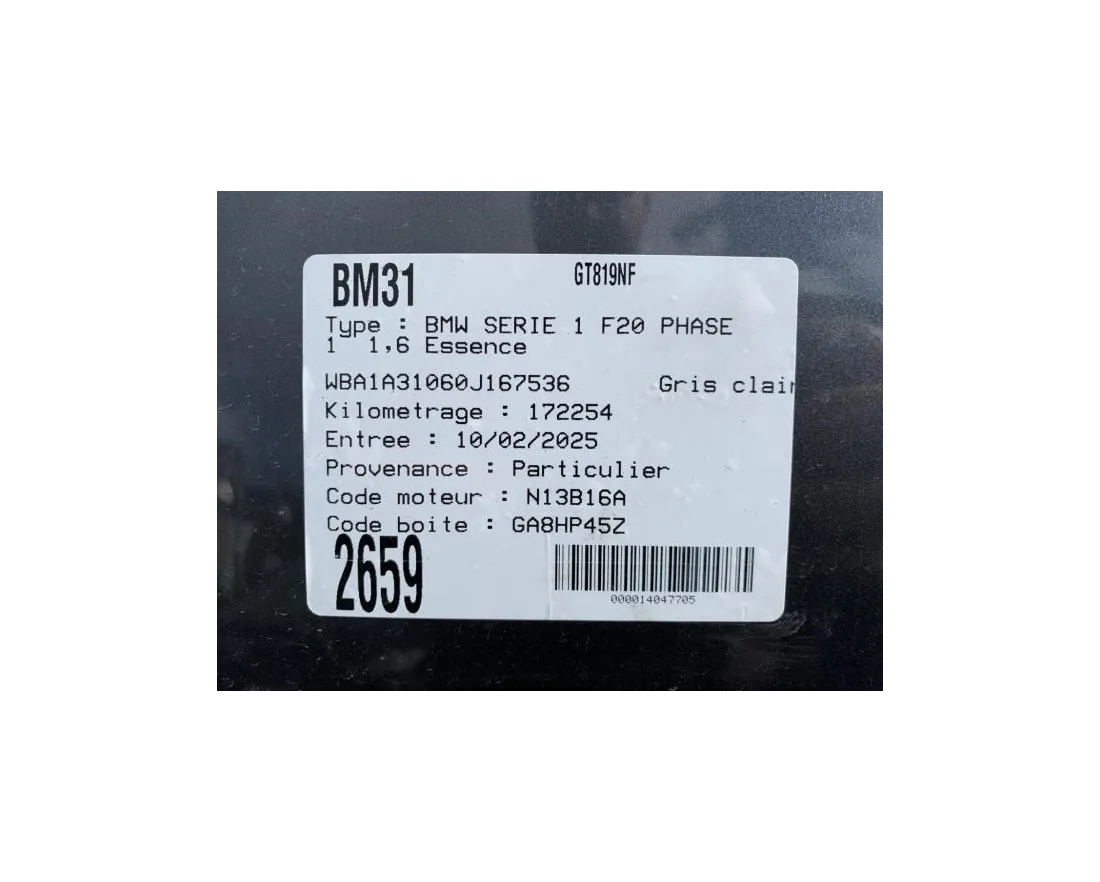 BM31 GT819NF
Type : BMW SERIE 1 F20 PHASE
1 1,6 Essence
WBA1A31060J167536 Gris clair
Kilometrage : 172254
Entree : 10/02/2025
Provenance : Particulier
Code moteur : N13B16A
Code boite : GA8HP45Z
2659
000014047705